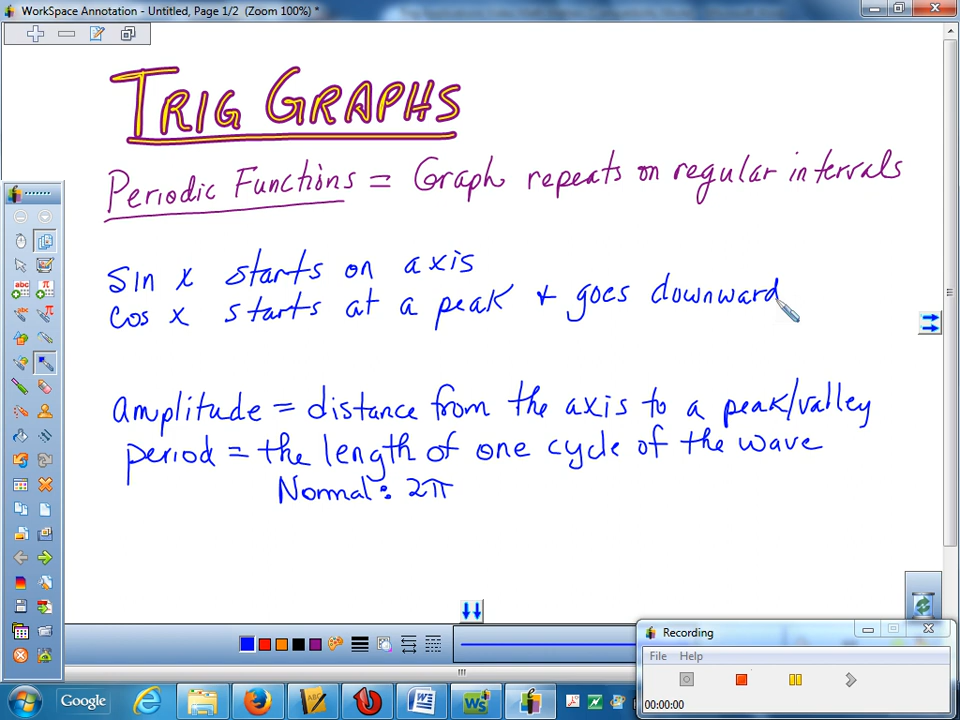 WorkSpace Annotation - Untitled, Page 1/2 (Zoom 100%) *
TRIG GRAPHS
Periodic Functions = Graph repeats on regular intervals
sin x starts on axis
cos x starts at a peak + goes downward
amplitude = distance from the axis to a peak/valley
period = the length of one cycle of the wave
Normal: 2π
Recording
File Help
00:00:00
Google